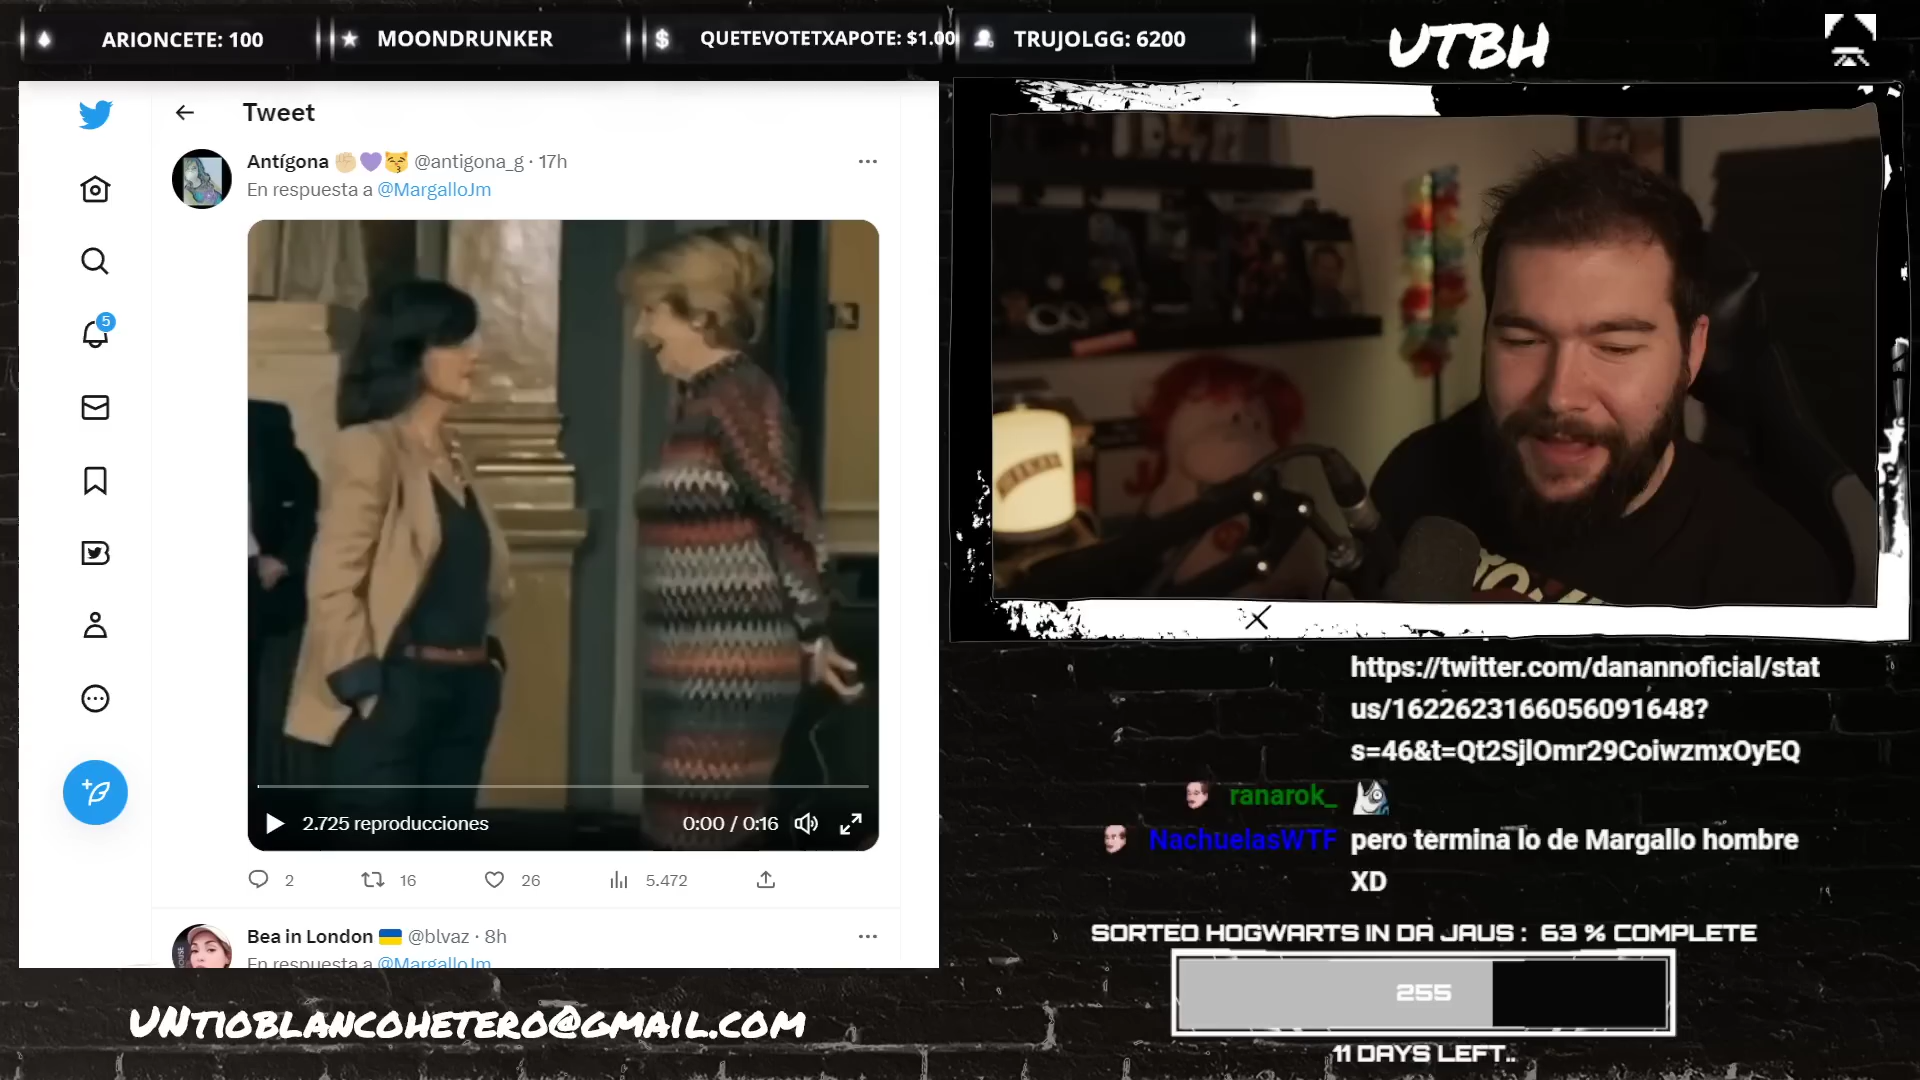 ARIONCETE: 100
MOONDRUNKER
QUETEVOTETXAPOTE: $1.00
TRUJOLGG: 6200
UTBH
Tweet
Antígona @antigona_g · 17h
En respuesta a @MargalloJm
5
2.725 reproducciones
0:00 / 0:16
2
16
26
5.472
Bea in London @blvaz · 8h
En respuesta a @MargalloJm
https://twitter.com/danannoficial/stat
us/1622623166056091648?
s=46&t=Qt2SjlOmr29CoiwzmxOyEQ
ranarok_
NachuelasWTF pero termina lo de Margallo hombre
XD
SORTEO HOGWARTS IN DA JAUS : 63 % COMPLETE
255
11 DAYS LEFT..
UNTIOBLANCOHETERO@GMAIL.COM